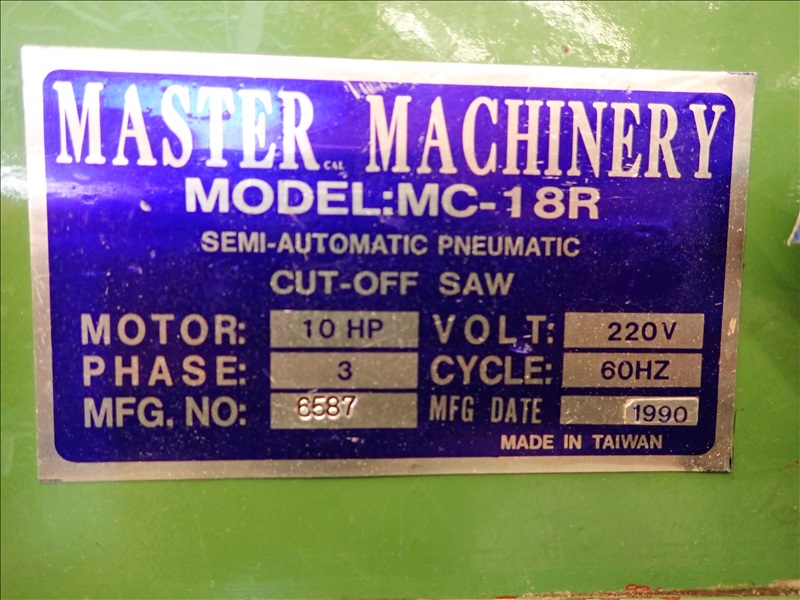 MASTER CAL MACHINERY
MODEL:MC-18R
SEMI-AUTOMATIC PNEUMATIC
CUT-OFF SAW
MOTOR: 10 HP VOLT: 220V
PHASE: 3 CYCLE: 60HZ
MFG. NO: 6587 MFG DATE 1990
MADE IN TAIWAN